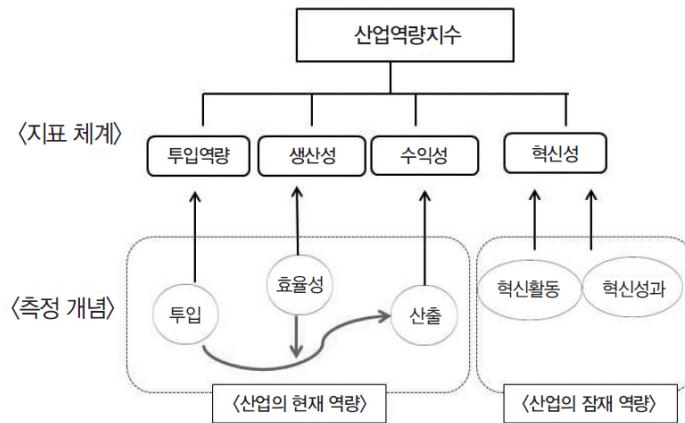 산업역량지수
〈지표 체계〉
투입역량
생산성
수익성
혁신성
〈측정 개념〉
투입
효율성
산출
혁신활동
혁신성과
〈산업의 현재 역량〉
〈산업의 잠재 역량〉